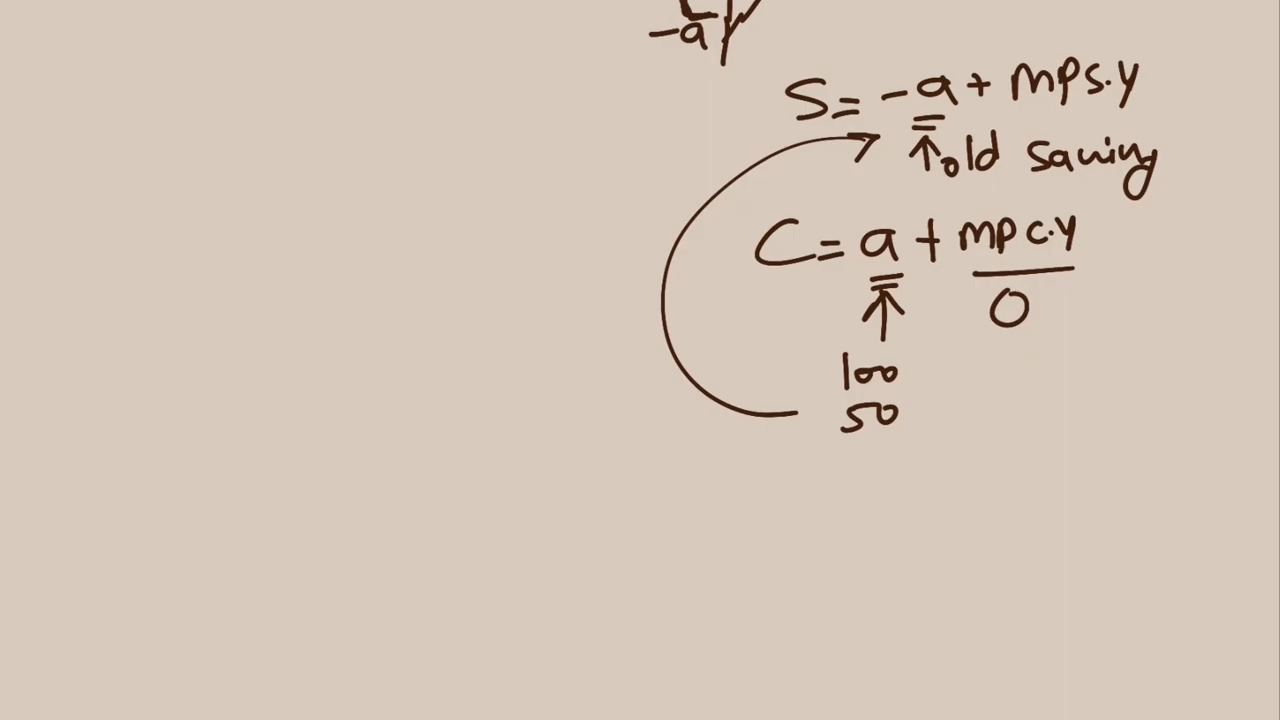 -a
S = -a + mps.y
old saving
C = a + mpc.y
0
100
50